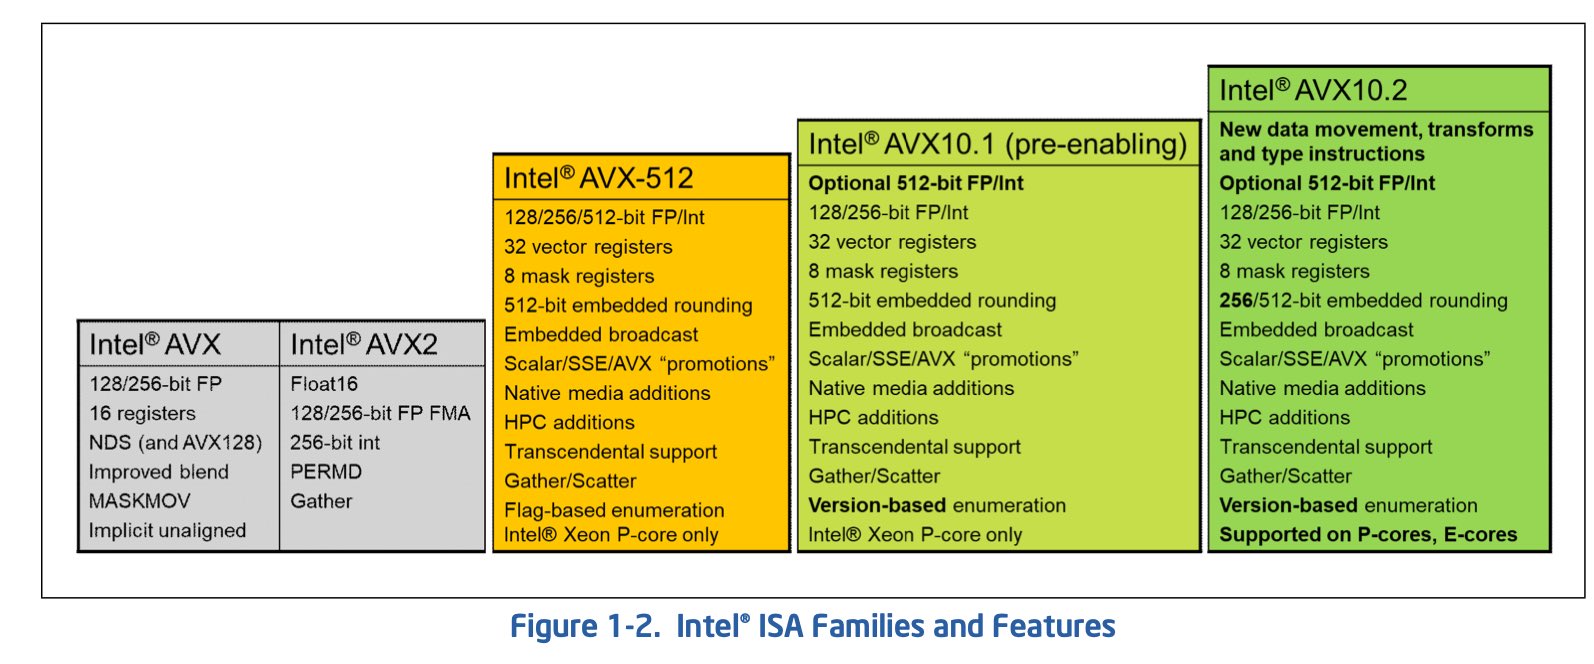 Intel® AVX
128/256-bit FP
16 registers
NDS (and AVX128)
Improved blend
MASKMOV
Implicit unaligned
Intel® AVX2
Float16
128/256-bit FP FMA
256-bit int
PERMD
Gather
Intel® AVX-512
128/256/512-bit FP/Int
32 vector registers
8 mask registers
512-bit embedded rounding
Embedded broadcast
Scalar/SSE/AVX “promotions”
Native media additions
HPC additions
Transcendental support
Gather/Scatter
Flag-based enumeration
Intel® Xeon P-core only
Intel® AVX10.1 (pre-enabling)
Optional 512-bit FP/Int
128/256-bit FP/Int
32 vector registers
8 mask registers
512-bit embedded rounding
Embedded broadcast
Scalar/SSE/AVX “promotions”
Native media additions
HPC additions
Transcendental support
Gather/Scatter
Version-based enumeration
Intel® Xeon P-core only
Intel® AVX10.2
New data movement, transforms
and type instructions
Optional 512-bit FP/Int
128/256-bit FP/Int
32 vector registers
8 mask registers
256/512-bit embedded rounding
Embedded broadcast
Scalar/SSE/AVX “promotions”
Native media additions
HPC additions
Transcendental support
Gather/Scatter
Version-based enumeration
Supported on P-cores, E-cores
Figure 1-2. Intel® ISA Families and Features